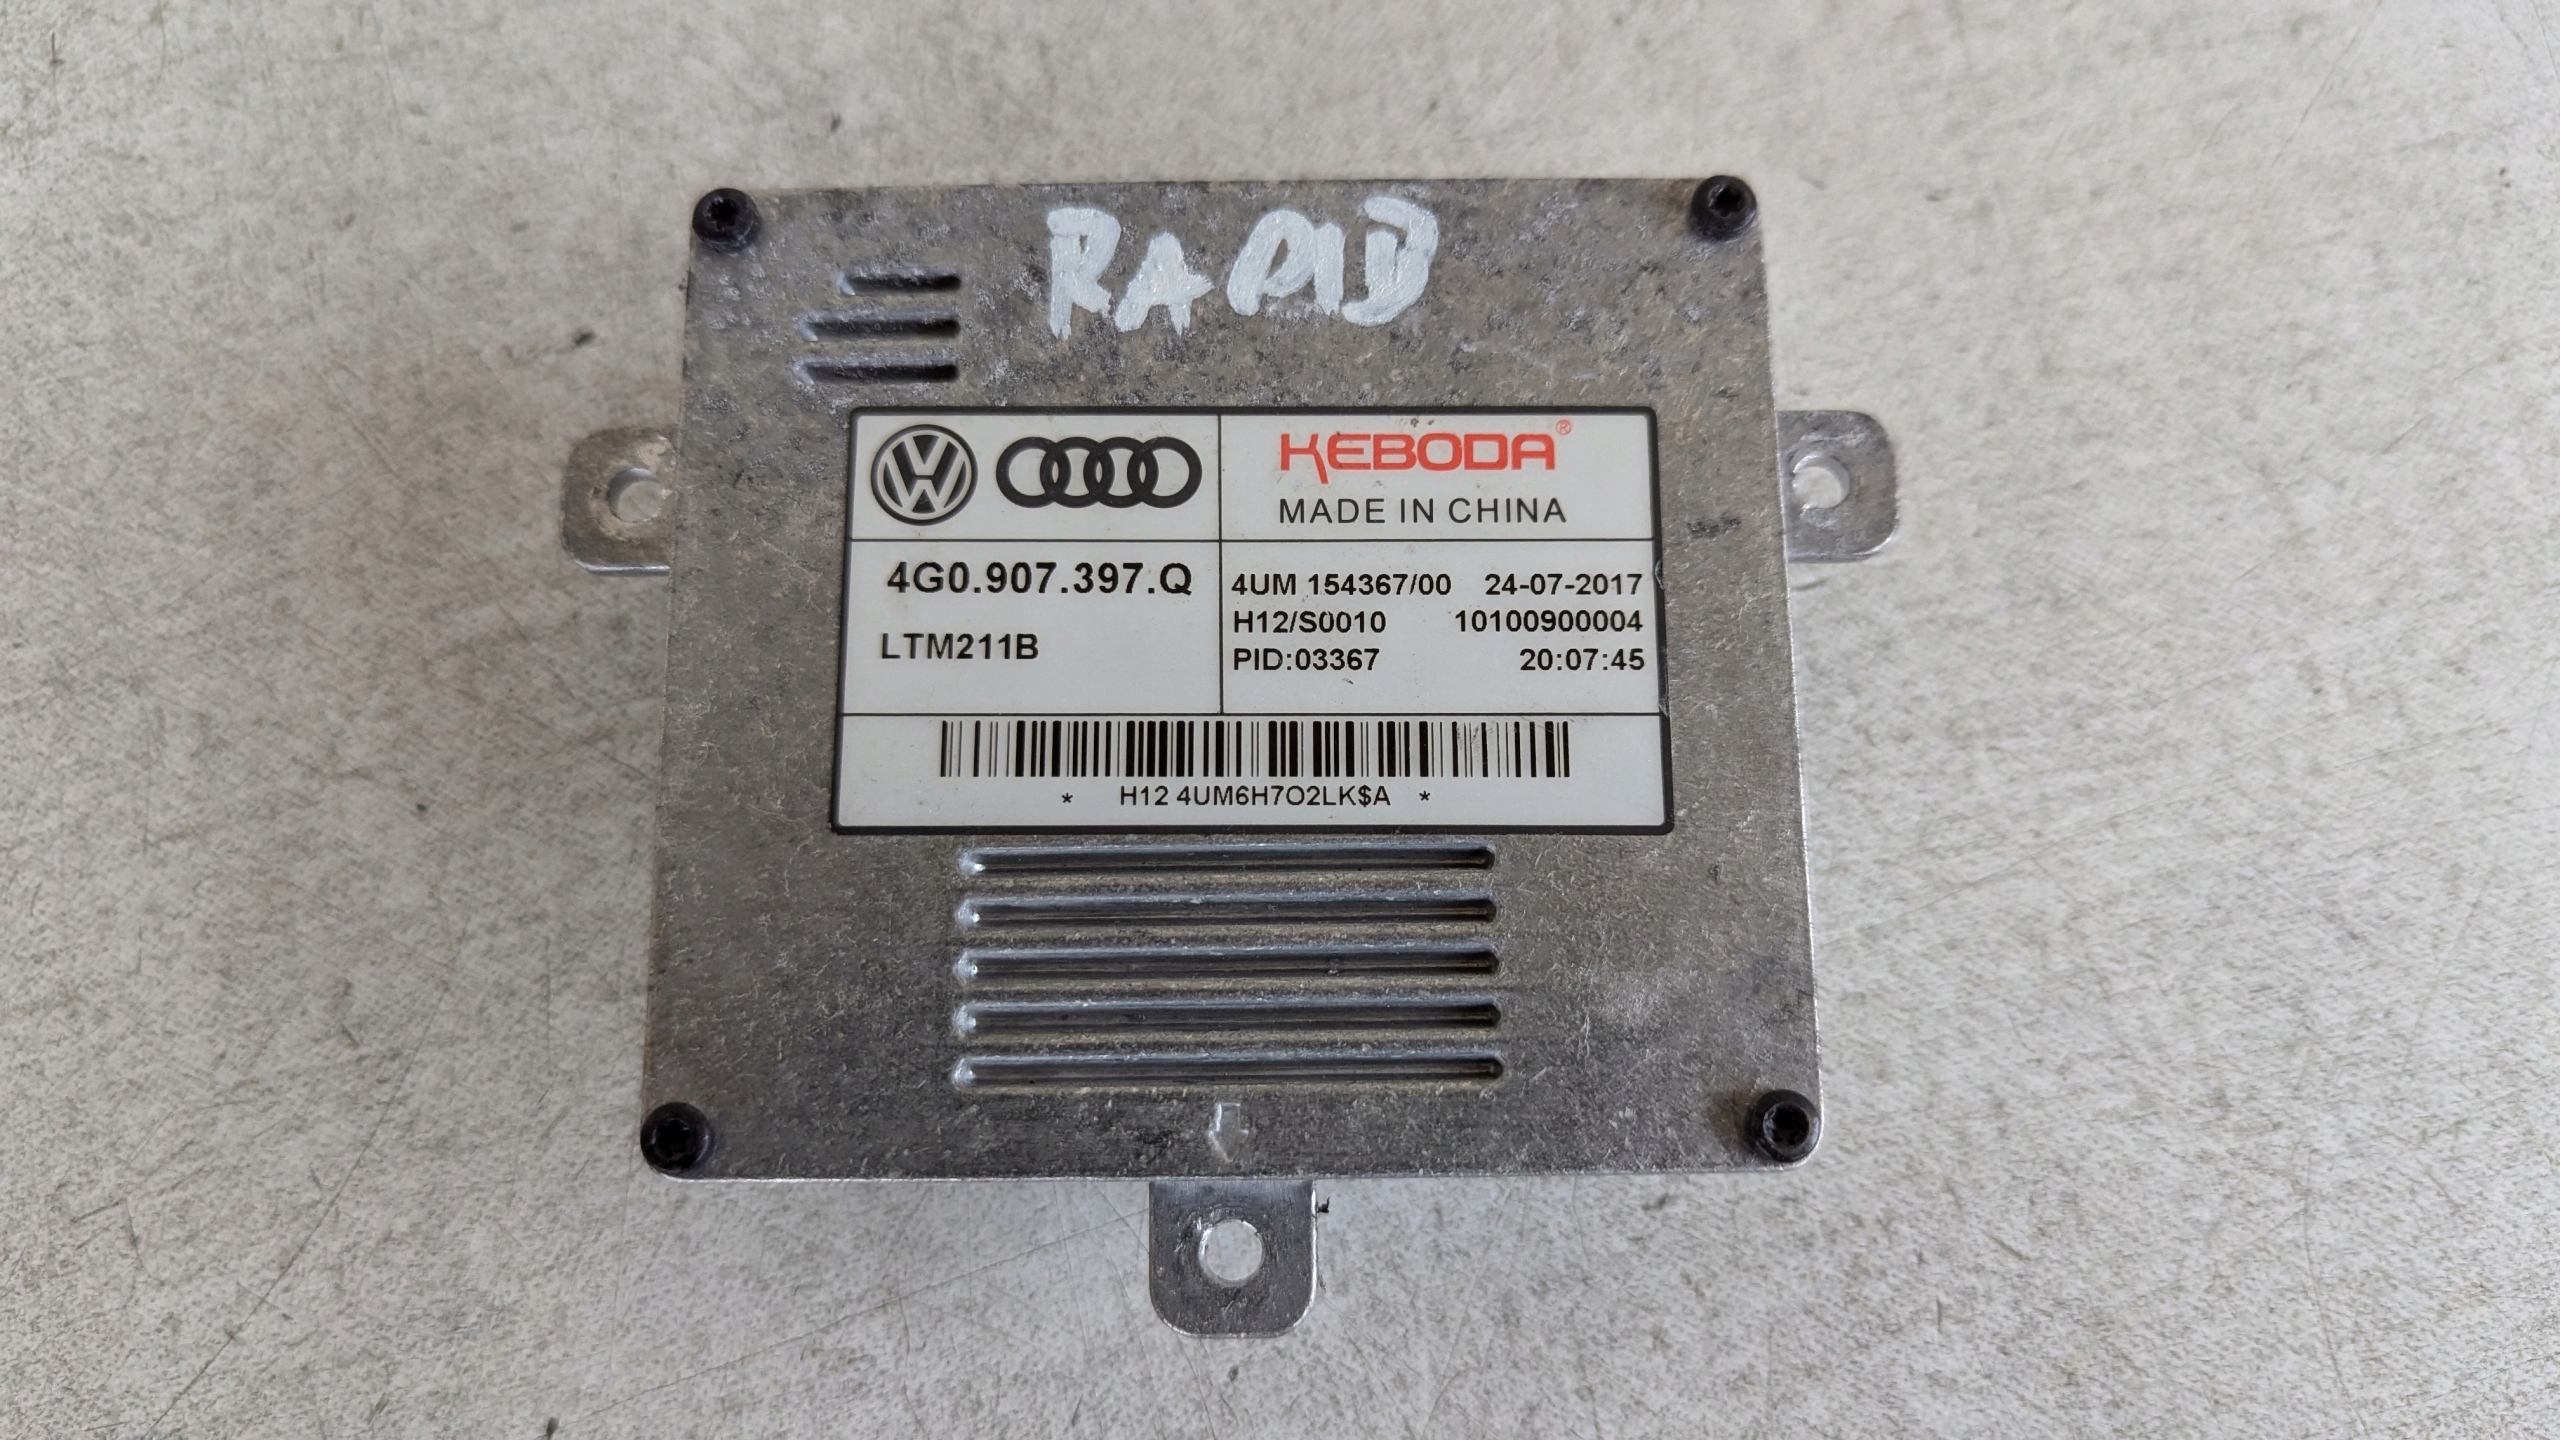 RAPID
KEBODA®
MADE IN CHINA
4G0.907.397.Q
LTM211B
4UM 154367/00 24-07-2017
H12/S0010 10100900004
PID:03367 20:07:45
* H12 4UM6H7O2LK$A *